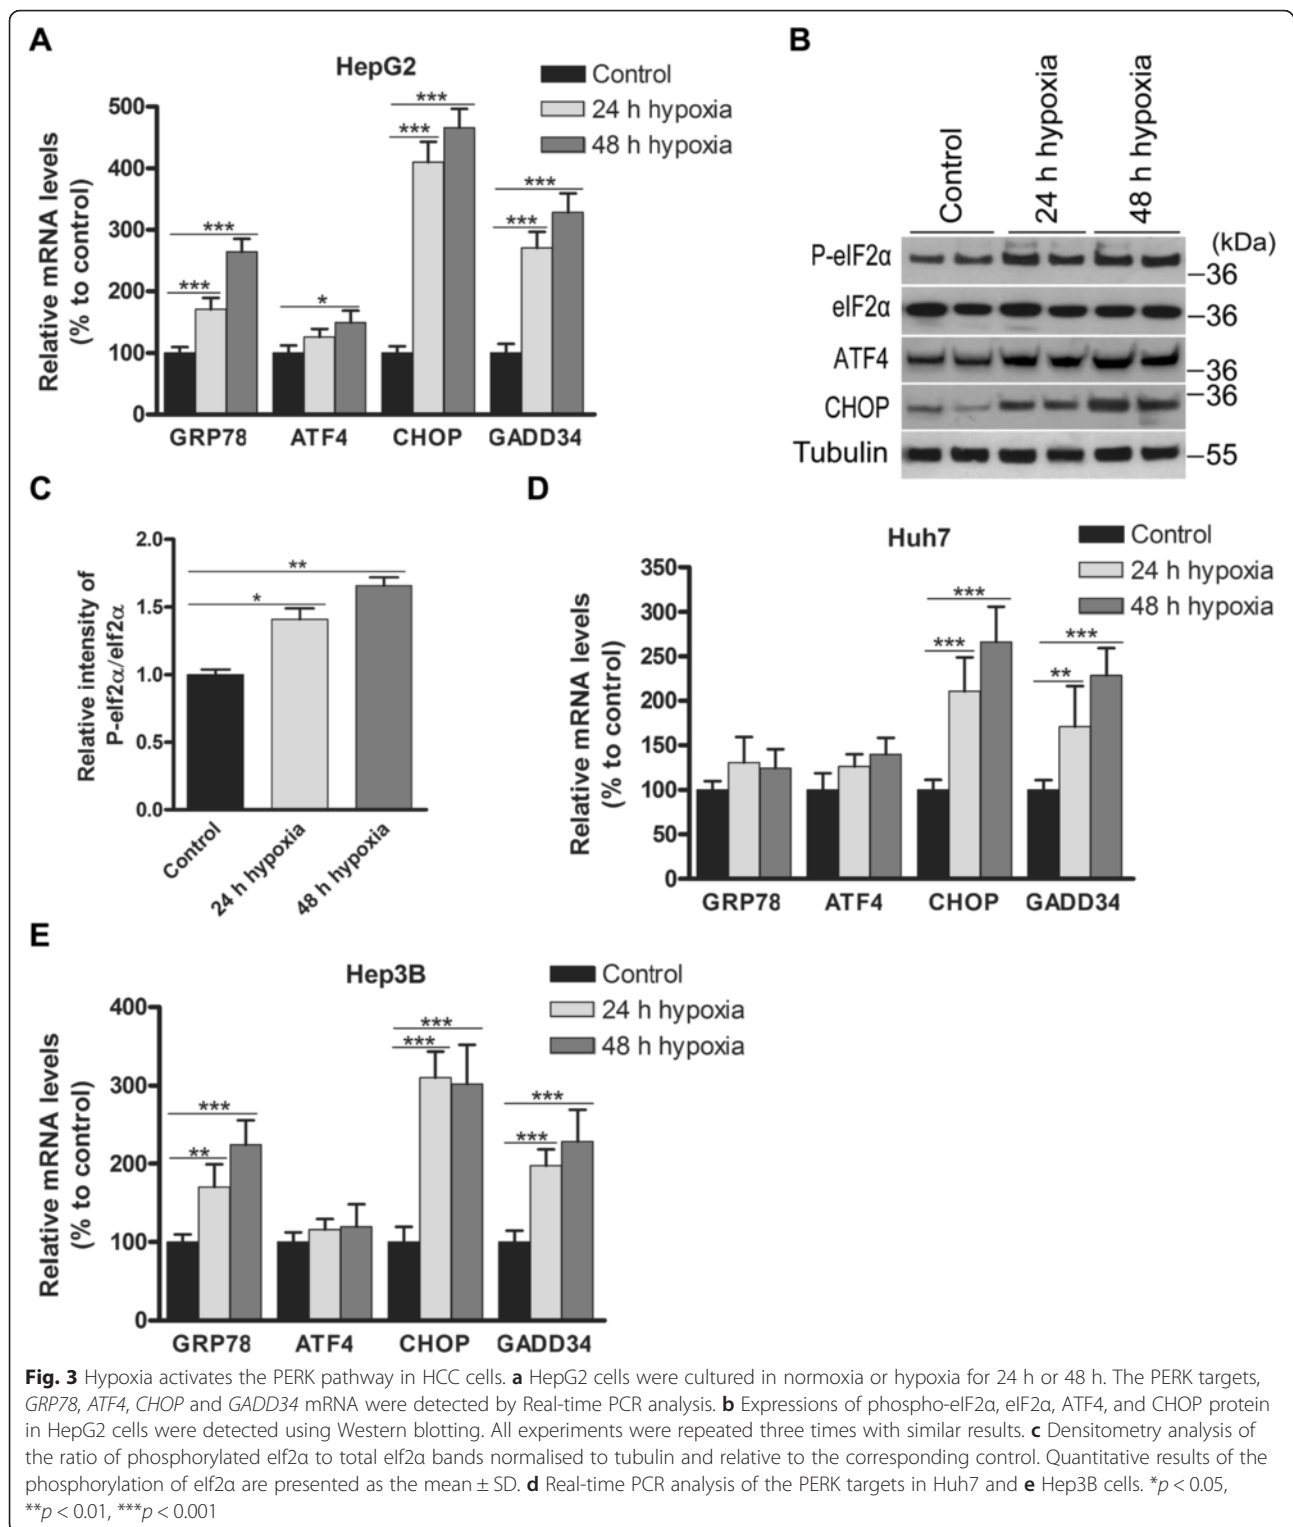 A
HepG2
Control
24 h hypoxia
48 h hypoxia
Relative mRNA levels
(% to control)
500
400
300
200
100
0
***
***
*
***
***
***
***
GRP78 ATF4 CHOP GADD34
B
Control
24 h hypoxia
48 h hypoxia
(kDa)
P-eIF2α
36
eIF2α
36
ATF4
36
36
CHOP
Tubulin
55
C
Relative intensity of
P-eIf2α/eIf2α
2.0
1.5
1.0
0.5
0.0
**
*
Control
24 h hypoxia
48 h hypoxia
D
Huh7
Control
24 h hypoxia
48 h hypoxia
Relative mRNA levels
(% to control)
350
300
250
200
150
100
50
0
***
***
***
**
GRP78 ATF4 CHOP GADD34
E
Hep3B
Control
24 h hypoxia
48 h hypoxia
Relative mRNA levels
(% to control)
400
300
200
100
0
***
**
***
***
***
***
GRP78 ATF4 CHOP GADD34
Fig. 3 Hypoxia activates the PERK pathway in HCC cells. a HepG2 cells were cultured in normoxia or hypoxia for 24 h or 48 h. The PERK targets,
GRP78, ATF4, CHOP and GADD34 mRNA were detected by Real-time PCR analysis. b Expressions of phospho-eIF2α, eIF2α, ATF4, and CHOP protein
in HepG2 cells were detected using Western blotting. All experiments were repeated three times with similar results. c Densitometry analysis of
the ratio of phosphorylated eIf2α to total eIf2α bands normalised to tubulin and relative to the corresponding control. Quantitative results of the
phosphorylation of eIf2α are presented as the mean ± SD. d Real-time PCR analysis of the PERK targets in Huh7 and e Hep3B cells. *p < 0.05,
**p < 0.01, ***p < 0.001